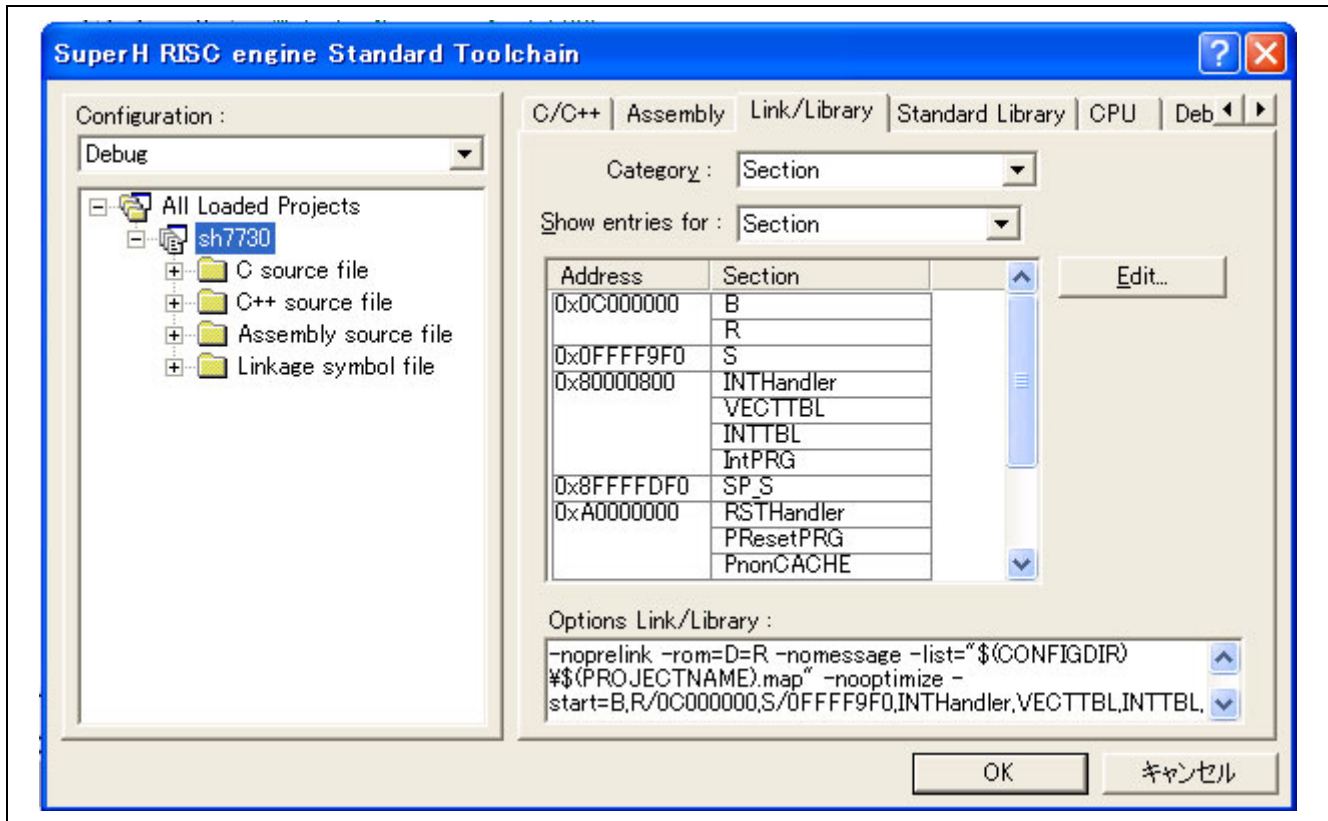 SuperH RISC engine Standard Toolchain
Configuration :
Debug
All Loaded Projects
sh7730
C source file
C++ source file
Assembly source file
Linkage symbol file
C/C++ Assembly Link/Library Standard Library CPU Deb
Category : Section
Show entries for : Section
Address Section
0x0C000000 B
R
0x0FFFF9F0 S
0x80000800 INTHandler
VECTTBL
INTTBL
IntPRG
0x8FFFFDF0 SP_S
0xA0000000 RSTHandler
PResetPRG
PnonCACHE
Edit...
Options Link/Library :
-noprelink -rom=D=R -nomessage -list="$(CONFIGDIR)
¥$(PROJECTNAME).map" -nooptimize -
start=B,R/0C000000,S/0FFFF9F0,INTHandler,VECTTBL,INTTBL,
OK キャンセル